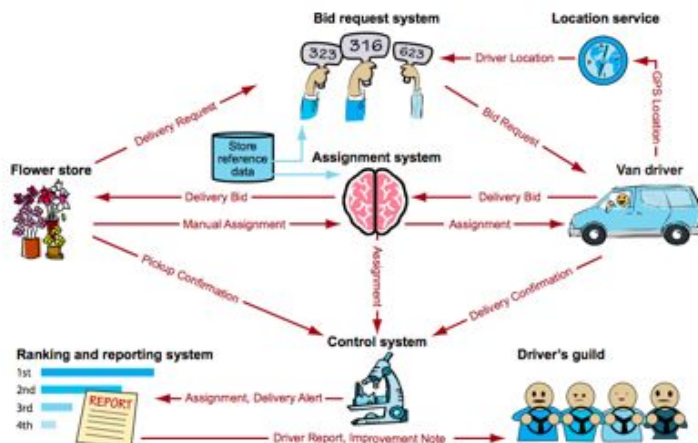 Bid request system
Location service
323
316
623
Driver Location
GPS Location
Delivery Request
Bid Request
Store
reference
data
Assignment system
Flower store
Van driver
Delivery Bid
Delivery Bid
Manual Assignment
Assignment
Pickup Confirmation
Assignment
Delivery Confirmation
Control system
Ranking and reporting system
Driver's guild
1st
2nd
3rd
4th
REPORT
Assignment, Delivery Alert
Driver Report, Improvement Note